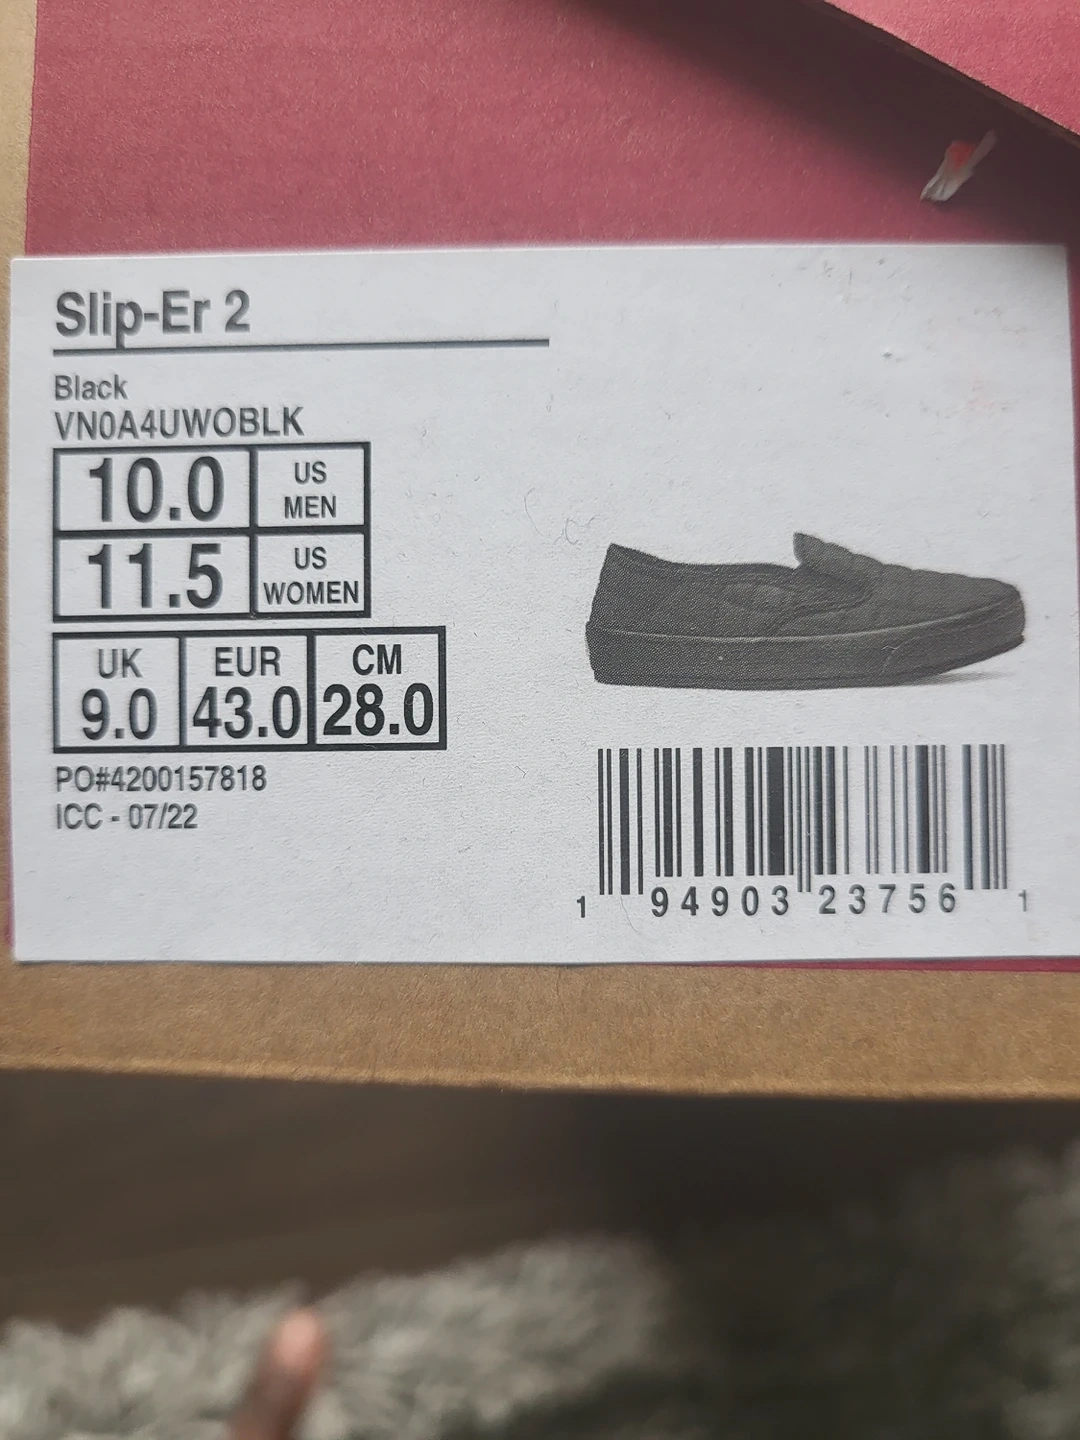 Slip-Er 2
Black
VN0A4UWOBLK
10.0 US MEN
11.5 US WOMEN
UK EUR CM
9.0 43.0 28.0
PO#4200157818
ICC - 07/22
1 94903 23756 1